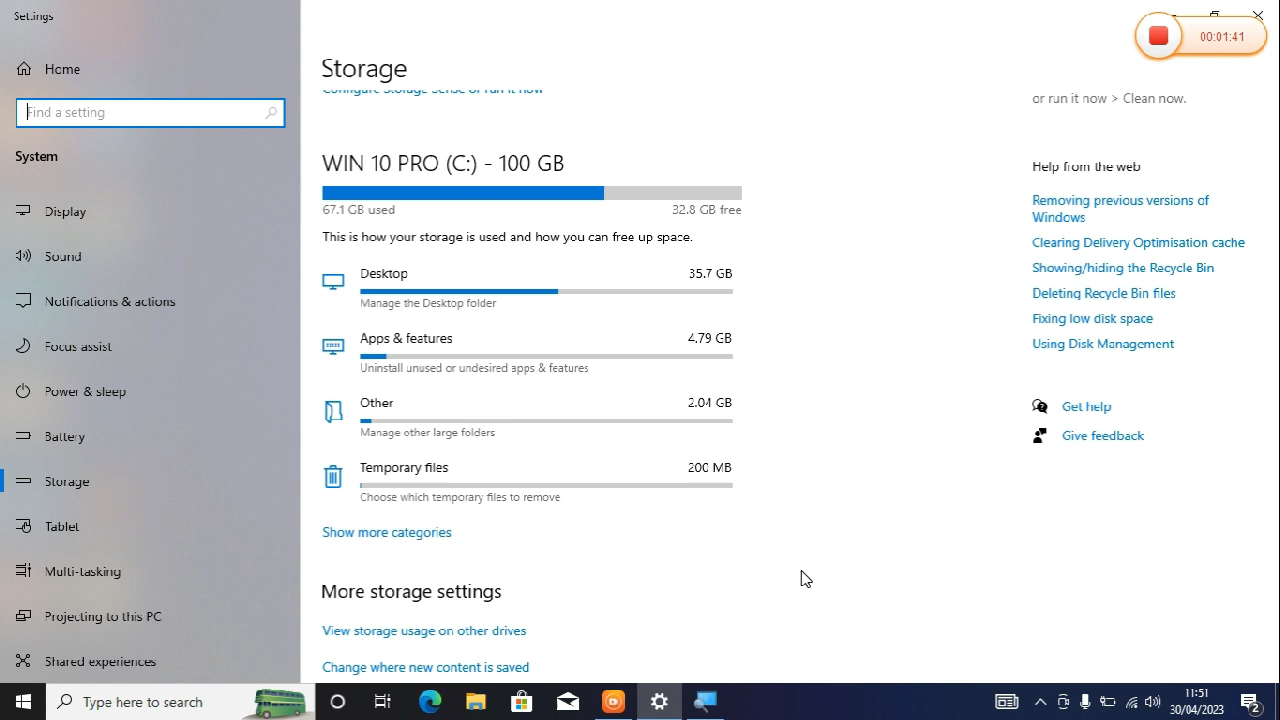 Settings
Home
Find a setting
System
Display
Sound
Notifications & actions
Focus assist
Power & sleep
Battery
Storage
Tablet
Multi-tasking
Projecting to this PC
Shared experiences
Storage
Configure Storage Sense or run it now
WIN 10 PRO (C:) - 100 GB
67.1 GB used 32.8 GB free
This is how your storage is used and how you can free up space.
Desktop 35.7 GB
Manage the Desktop folder
Apps & features 4.79 GB
Uninstall unused or undesired apps & features
Other 2.04 GB
Manage other large folders
Temporary files 200 MB
Choose which temporary files to remove
Show more categories
More storage settings
View storage usage on other drives
Change where new content is saved
00:01:41
or run it now > Clean now.
Help from the web
Removing previous versions of
Windows
Clearing Delivery Optimisation cache
Showing/hiding the Recycle Bin
Deleting Recycle Bin files
Fixing low disk space
Using Disk Management
Get help
Give feedback
Type here to search
11:51
30/04/2023
2